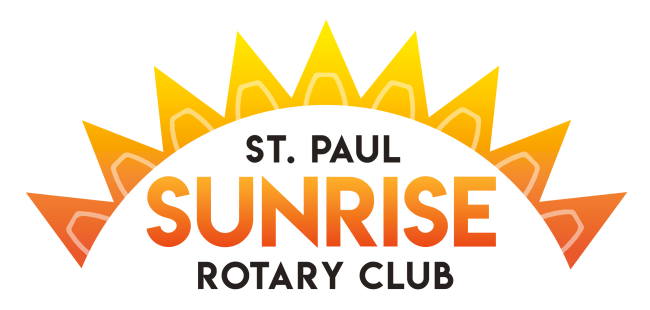 ST. PAUL
SUNRISE
ROTARY CLUB